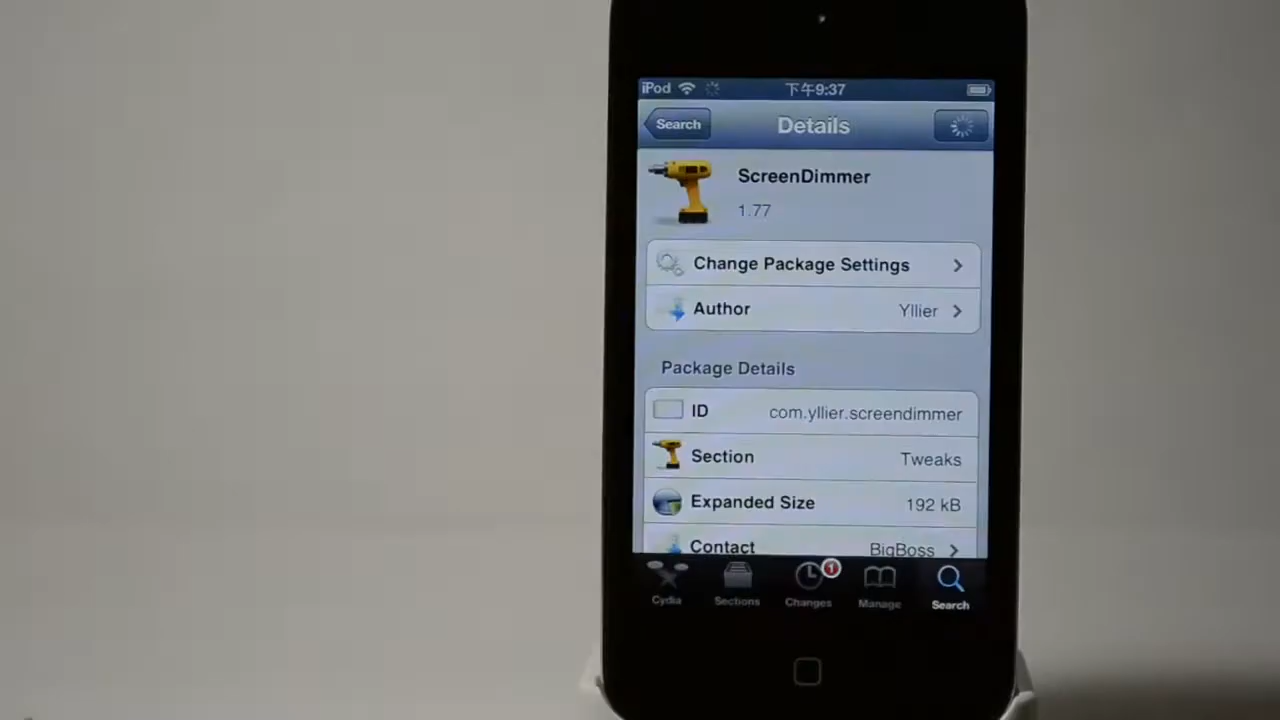 iPod 下午9:37
Search Details
ScreenDimmer
1.77
Change Package Settings
Author Yllier
Package Details
ID com.yllier.screendimmer
Section Tweaks
Expanded Size 192 kB
Contact BigBoss
1
Cydia Sections Changes Manage Search